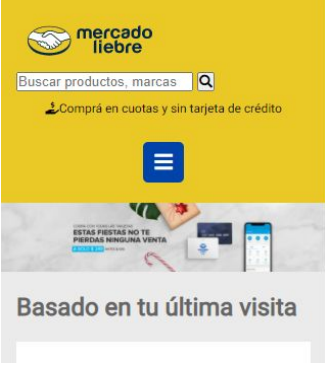 mercado
liebre
Buscar productos, marcas
Comprá en cuotas y sin tarjeta de crédito
ESTAS FIESTAS NO TE
PIERDAS NINGUNA VENTA
Basado en tu última visita